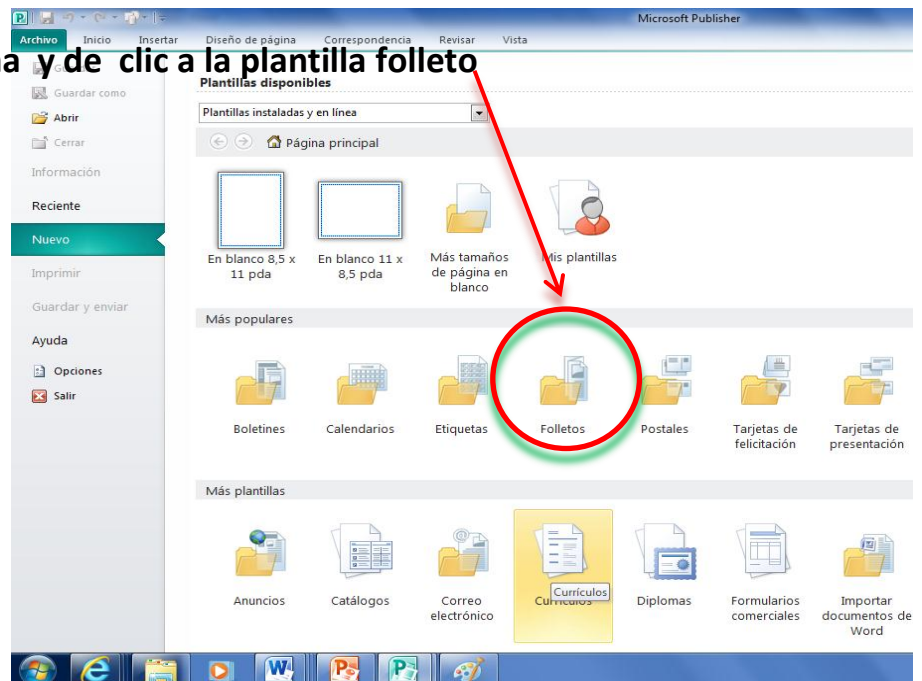 Microsoft Publisher
Archivo Inicio Insertar Diseño de página Correspondencia Revisar Vista
y de clic a la plantilla folleto
Guardar como
Abrir
Cerrar
Información
Reciente
Nuevo
Imprimir
Guardar y enviar
Ayuda
Opciones
Salir
Plantillas disponibles
Plantillas instaladas y en línea
Página principal
En blanco 8,5 x
11 pda
En blanco 11 x
8,5 pda
Más tamaños
de página en
blanco
Mis plantillas
Más populares
Boletines
Calendarios
Etiquetas
Folletos
Postales
Tarjetas de
felicitación
Tarjetas de
presentación
Más plantillas
Anuncios
Catálogos
Correo
electrónico
Currículos
Currículos
Diplomas
Formularios
comerciales
Importar
documentos de
Word